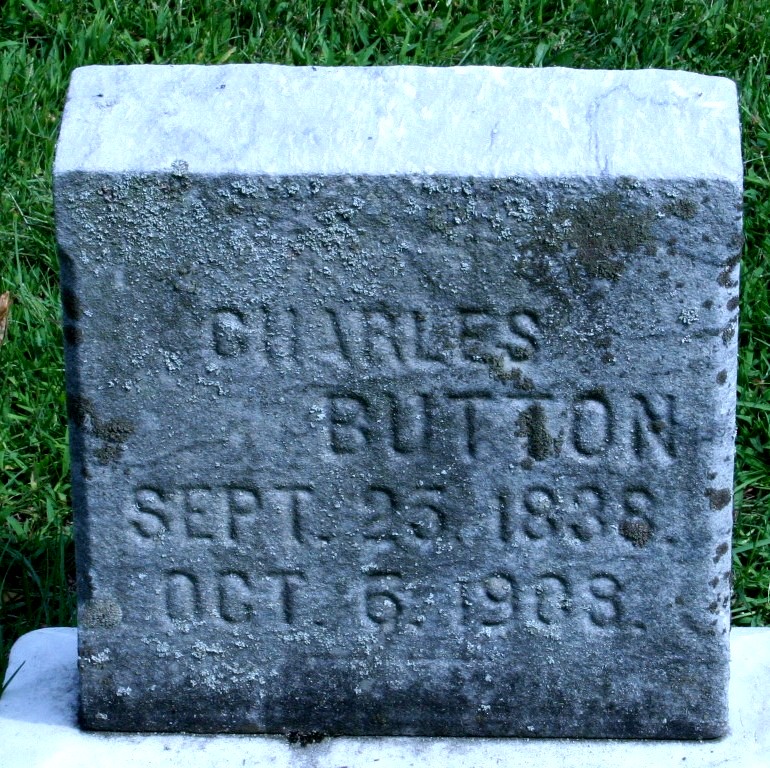 CHARLES
BUTTON
SEPT. 25. 1838.
OCT. 6. 1908.